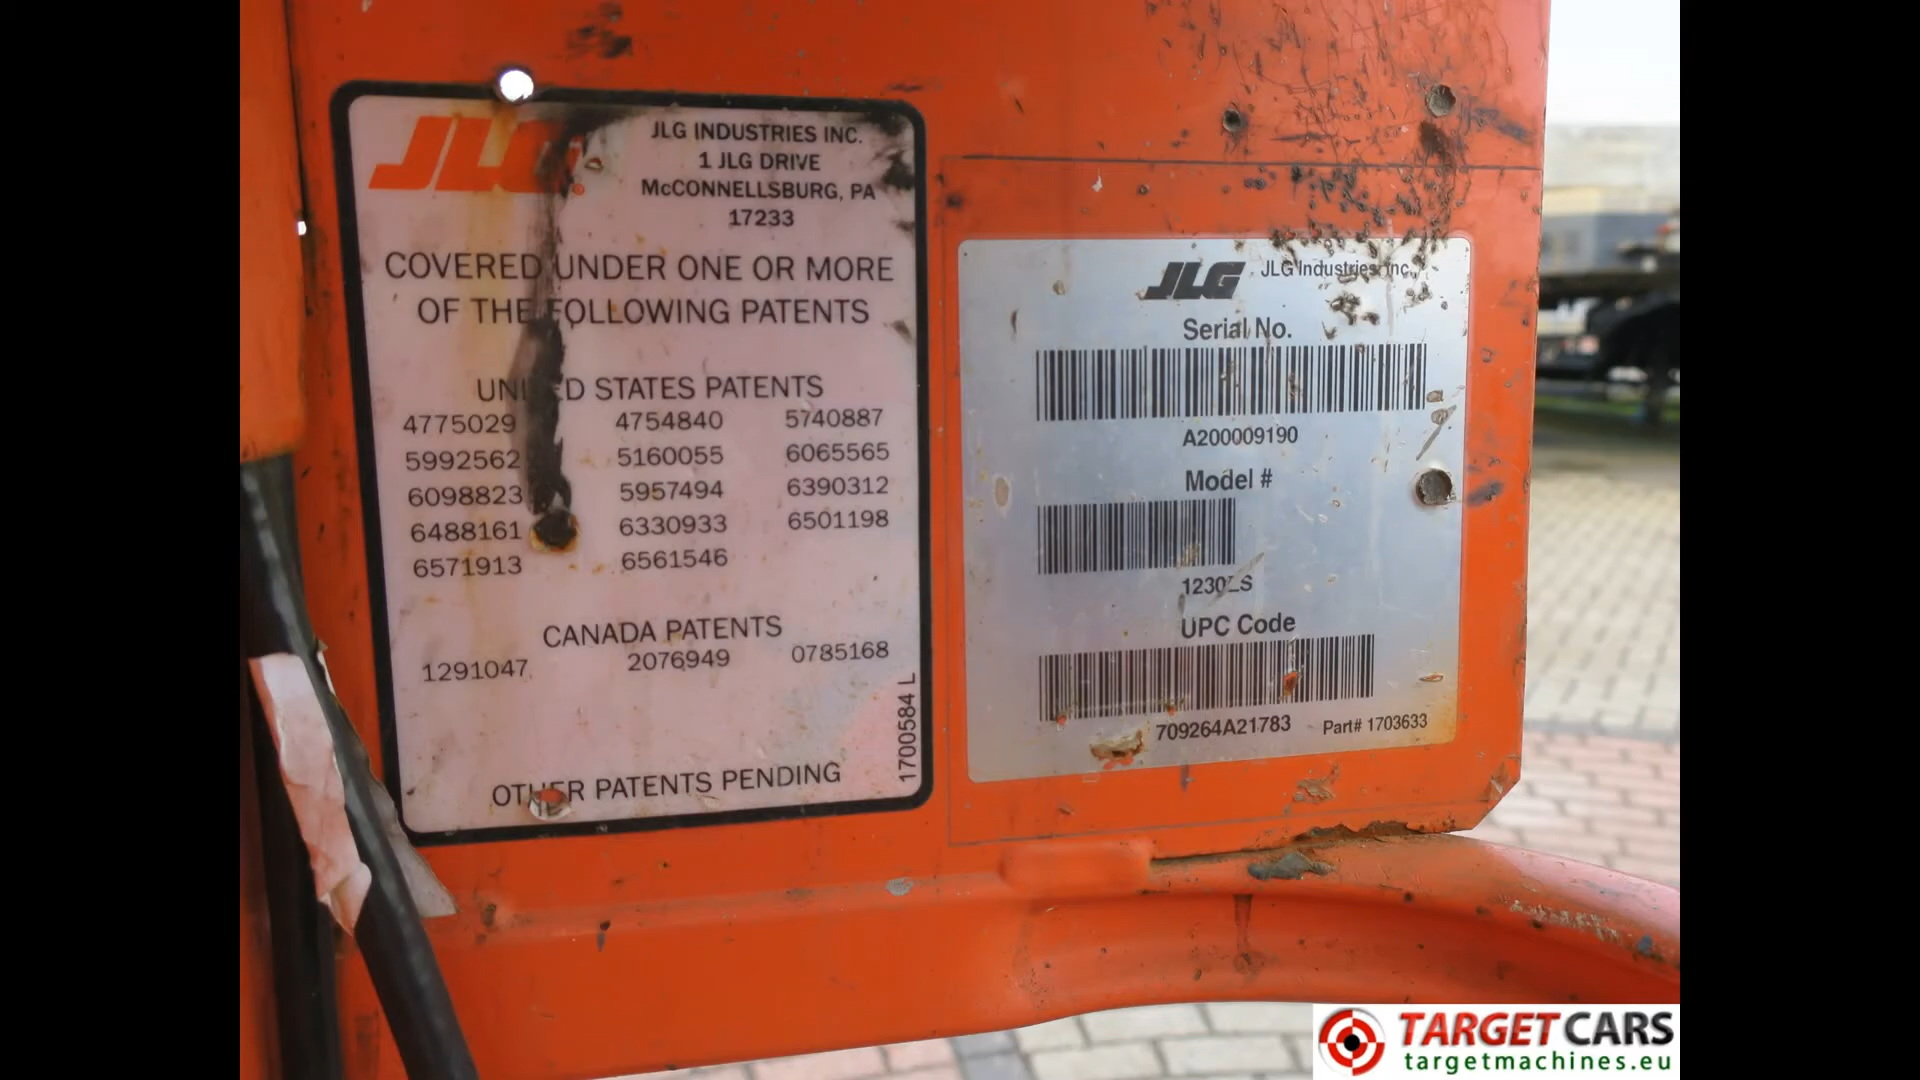 JLG
JLG INDUSTRIES INC.
1 JLG DRIVE
McCONNELLSBURG, PA
17233
COVERED UNDER ONE OR MORE
OF THE FOLLOWING PATENTS
UNITED STATES PATENTS
4775029 4754840 5740887
5992562 5160055 6065565
6098823 5957494 6390312
6488161 6330933 6501198
6571913 6561546
CANADA PATENTS
1291047 2076949 0785168
OTHER PATENTS PENDING
1700584 L
JLG JLG Industries, Inc.
Serial No.
A200009190
Model #
1230ES
UPC Code
709264A21783 Part# 1703633
TARGET CARS
targetmachines.eu